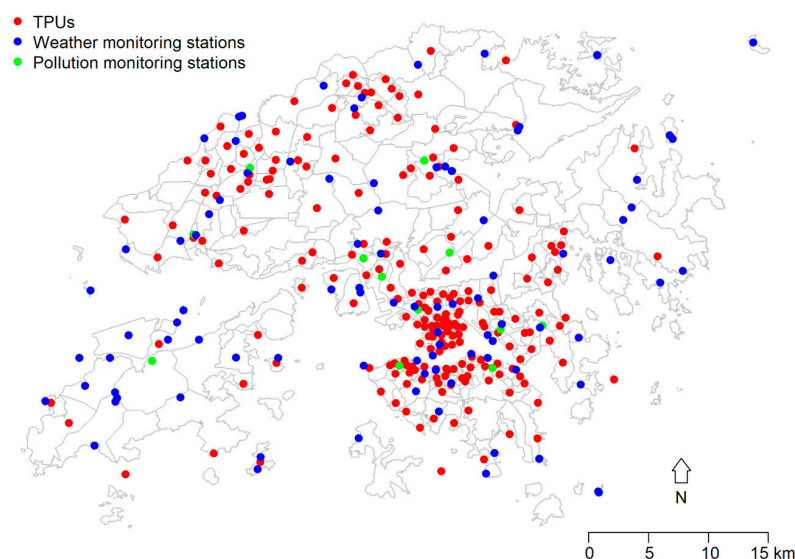 TPUs
Weather monitoring stations
Pollution monitoring stations
N
0 5 10 15 km